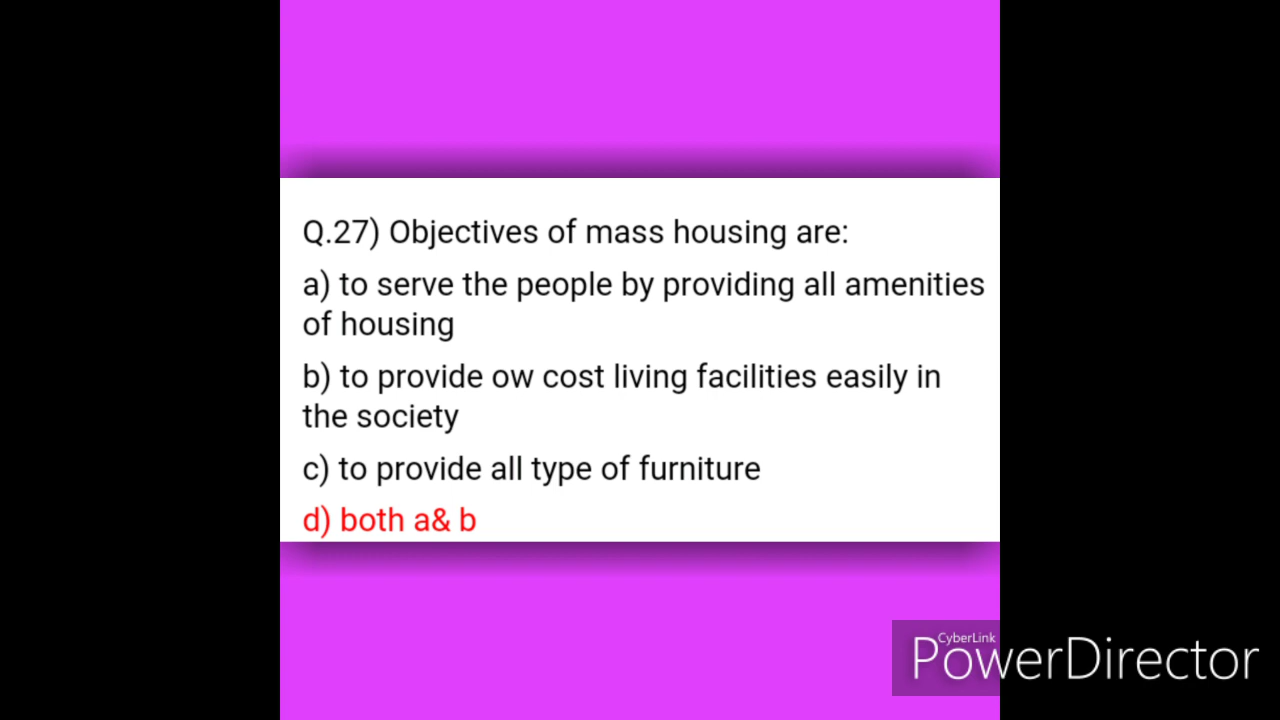 Q.27) Objectives of mass housing are:
a) to serve the people by providing all amenities
of housing
b) to provide ow cost living facilities easily in
the society
c) to provide all type of furniture
d) both a& b
CyberLink
PowerDirector